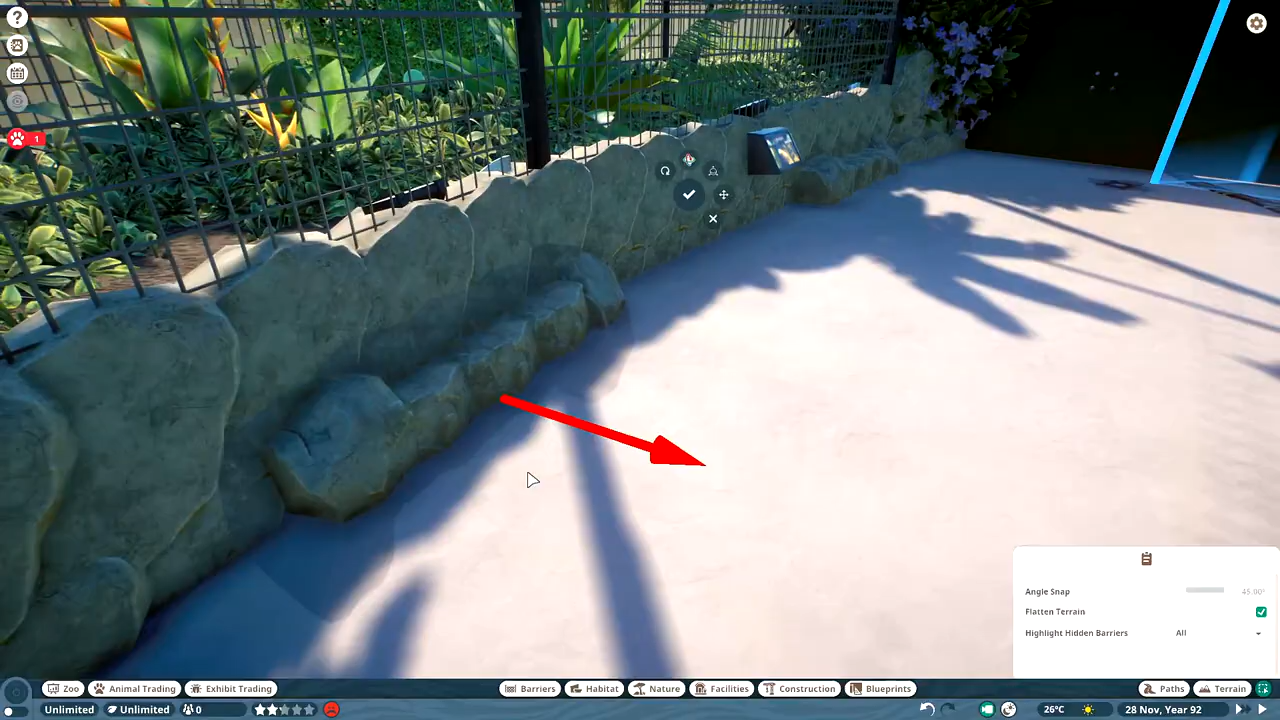 ?
1
Angle Snap 45.00°
Flatten Terrain
Highlight Hidden Barriers All
Zoo Animal Trading Exhibit Trading Barriers Habitat Nature Facilities Construction Blueprints Paths Terrain
Unlimited Unlimited 0 26°C 28 Nov, Year 92